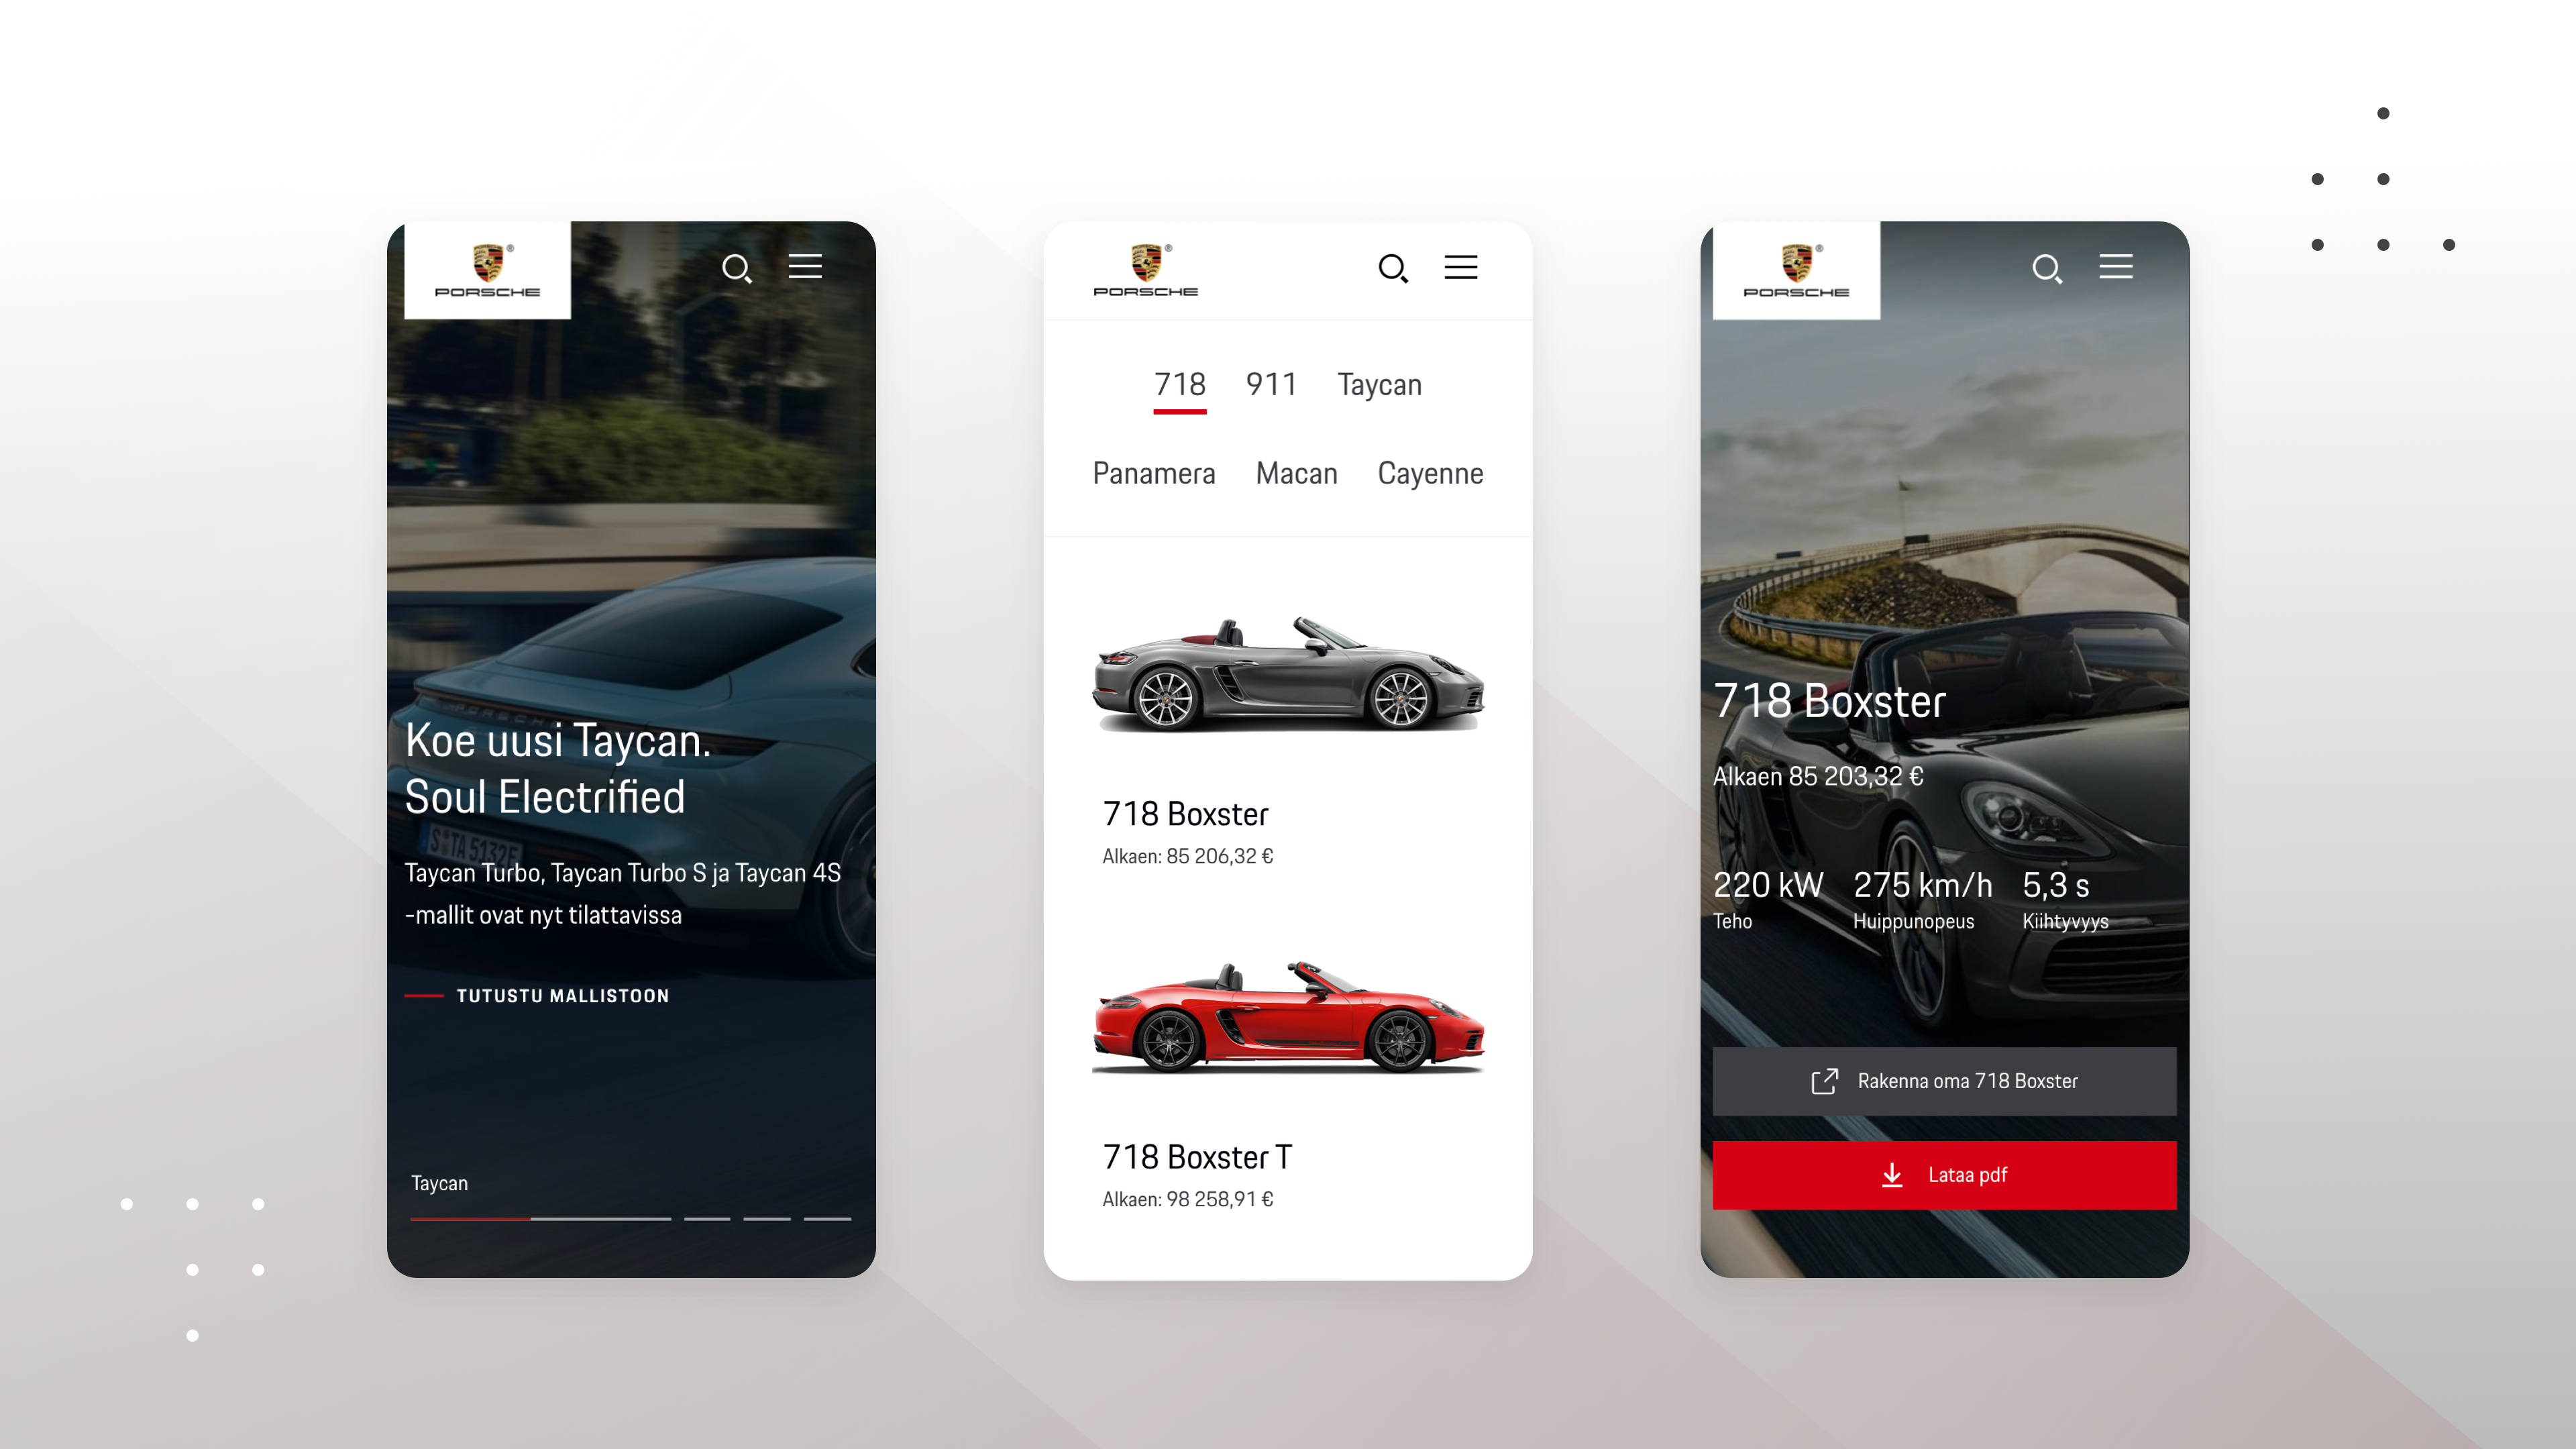 PORSCHE
Koe uusi Taycan.
Soul Electrified
Taycan Turbo, Taycan Turbo S ja Taycan 4S
-mallit ovat nyt tilattavissa
TUTUSTU MALLISTOON
Taycan
PORSCHE
718 911 Taycan
Panamera Macan Cayenne
718 Boxster
Alkaen: 85 206,32 €
718 Boxster T
Alkaen: 98 258,91 €
PORSCHE
718 Boxster
Alkaen 85 203,32 €
220 kW 275 km/h 5,3 s
Teho Huippunopeus Kiihtyvyys
Rakenna oma 718 Boxster
Lataa pdf